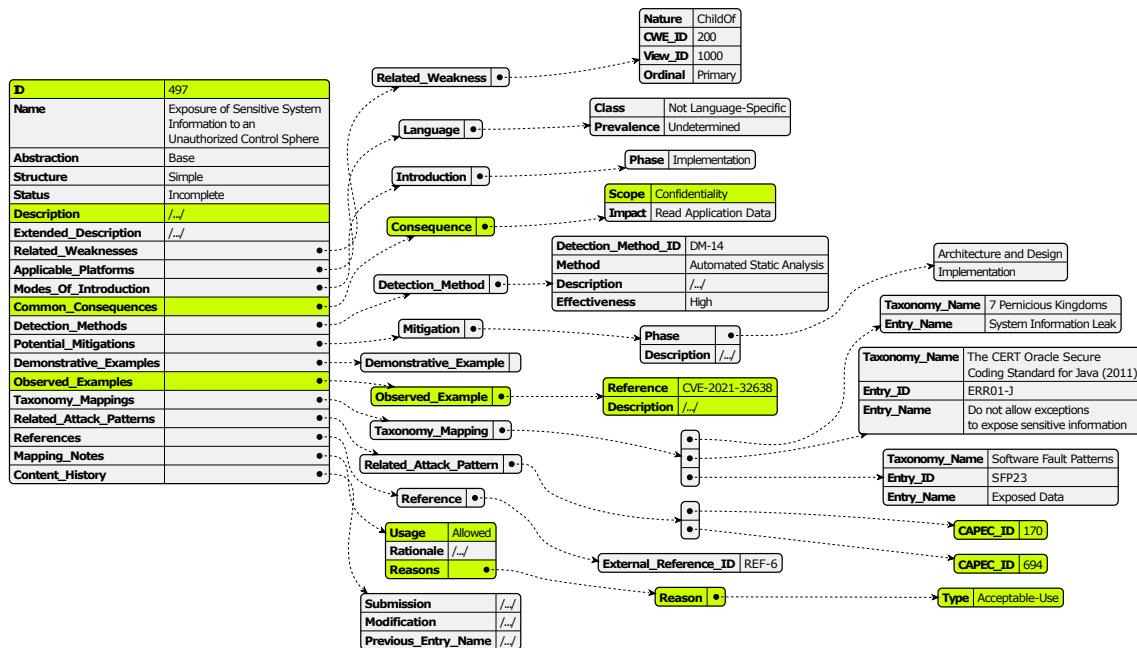 ID 497
Name Exposure of Sensitive System
Information to an
Unauthorized Control Sphere
Abstraction Base
Structure Simple
Status Incomplete
Description /.../
Extended_Description /.../
Related_Weaknesses
Applicable_Platforms
Modes_Of_Introduction
Common_Consequences
Detection_Methods
Potential_Mitigations
Demonstrative_Examples
Observed_Examples
Taxonomy_Mappings
Related_Attack_Patterns
References
Mapping_Notes
Content_History
Related_Weakness
Nature ChildOf
CWE_ID 200
View_ID 1000
Ordinal Primary
Language
Class Not Language-Specific
Prevalence Undetermined
Introduction
Phase Implementation
Consequence
Scope Confidentiality
Impact Read Application Data
Detection_Method
Detection_Method_ID DM-14
Method Automated Static Analysis
Description /.../
Effectiveness High
Mitigation
Phase
Description /.../
Architecture and Design
Implementation
Demonstrative_Example
Observed_Example
Reference CVE-2021-32638
Description /.../
Taxonomy_Mapping
Taxonomy_Name 7 Pernicious Kingdoms
Entry_Name System Information Leak
Taxonomy_Name The CERT Oracle Secure
Coding Standard for Java (2011)
Entry_ID ERR01-J
Entry_Name Do not allow exceptions
to expose sensitive information
Taxonomy_Name Software Fault Patterns
Entry_ID SFP23
Entry_Name Exposed Data
Related_Attack_Pattern
CAPEC_ID 170
CAPEC_ID 694
Reference
External_Reference_ID REF-6
Usage Allowed
Rationale /.../
Reasons
Reason
Type Acceptable-Use
Submission /.../
Modification /.../
Previous_Entry_Name /.../